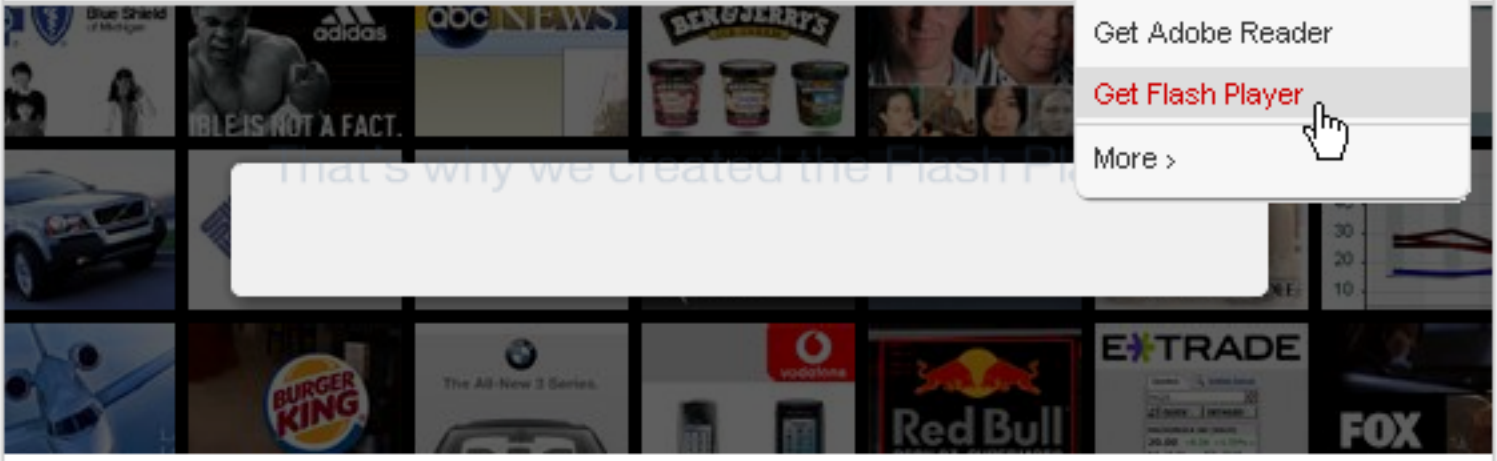 Blue Shield
of Michigan
adidas
IBLE IS NOT A FACT.
abc NEWS
BEN & JERRY'S
Get Adobe Reader
Get Flash Player
More >
That's why we created the Flash Pl
30
20
10
BURGER
KING
The All-New 3 Series.
vodafone
Red Bull
E*TRADE
FOX